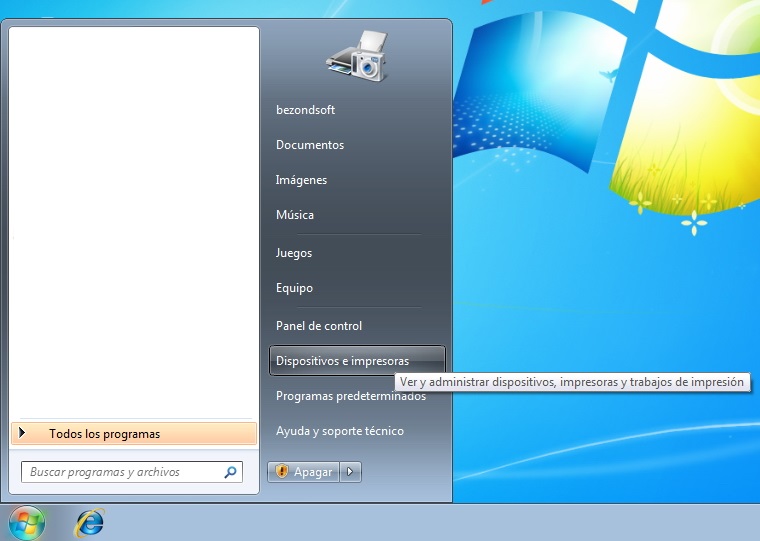 bezondsoft
Documentos
Imágenes
Música
Juegos
Equipo
Panel de control
Dispositivos e impresoras
Ver y administrar dispositivos, impresoras y trabajos de impresión
Programas predeterminados
Ayuda y soporte técnico
Todos los programas
Buscar programas y archivos
Apagar